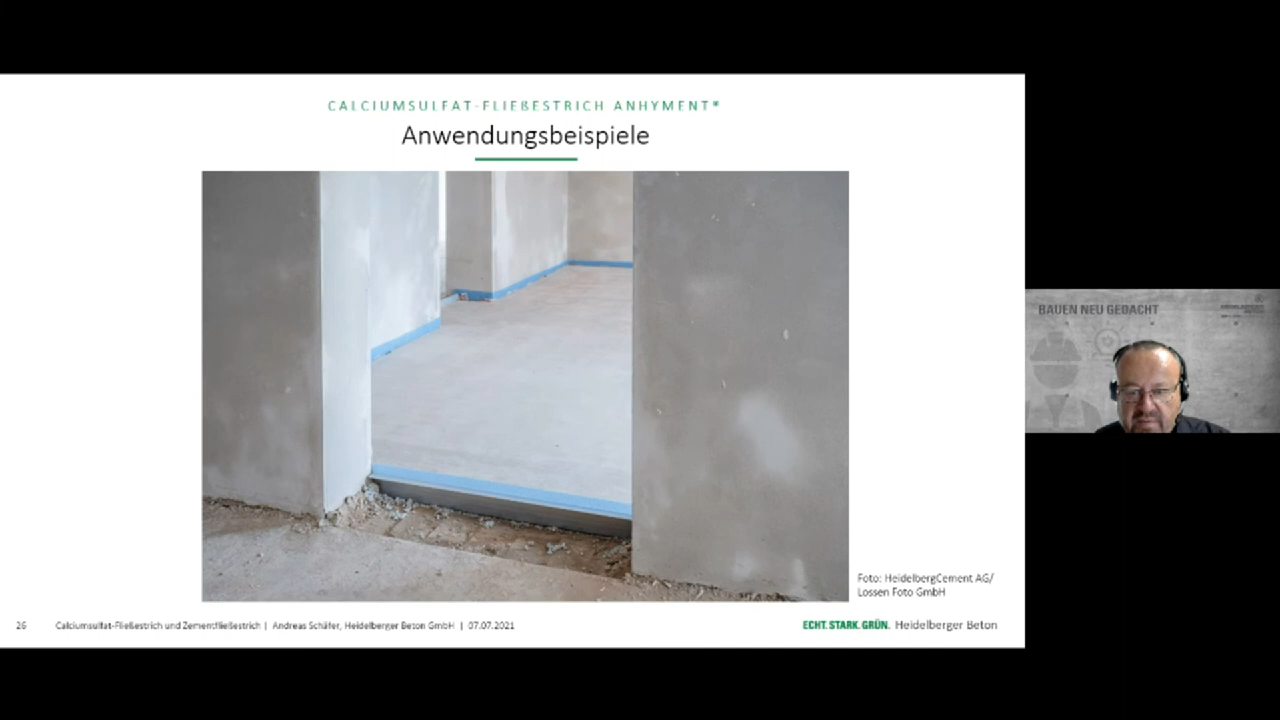 CALCIUMSULFAT-FLIEẞESTRICH ANHYMENT®
Anwendungsbeispiele
Foto: HeidelbergCement AG/
Lossen Foto GmbH
26 Calciumsulfat-Fließestrich und Zementfließestrich | Andreas Schäfer, Heidelberger Beton GmbH | 07.07.2021
ECHT. STARK. GRÜN. Heidelberger Beton
BAUEN NEU GEDACHT